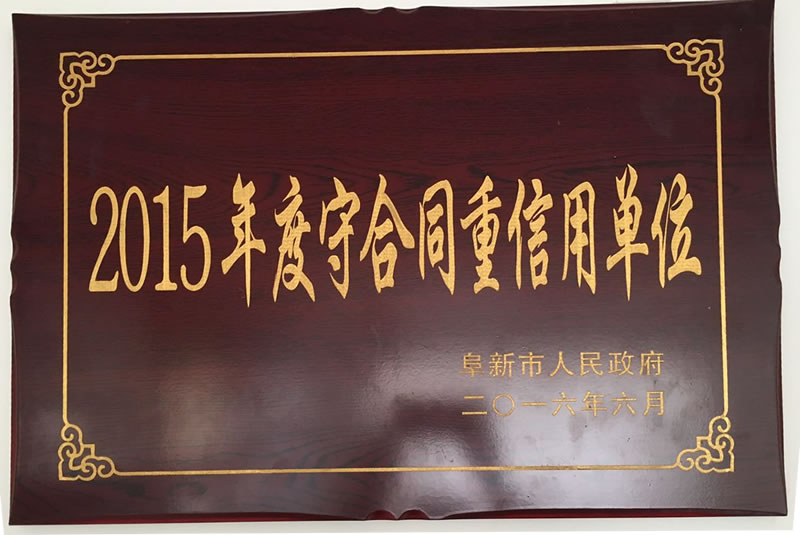 2015年度守合同重信用单位
阜新市人民政府
二〇一六年六月